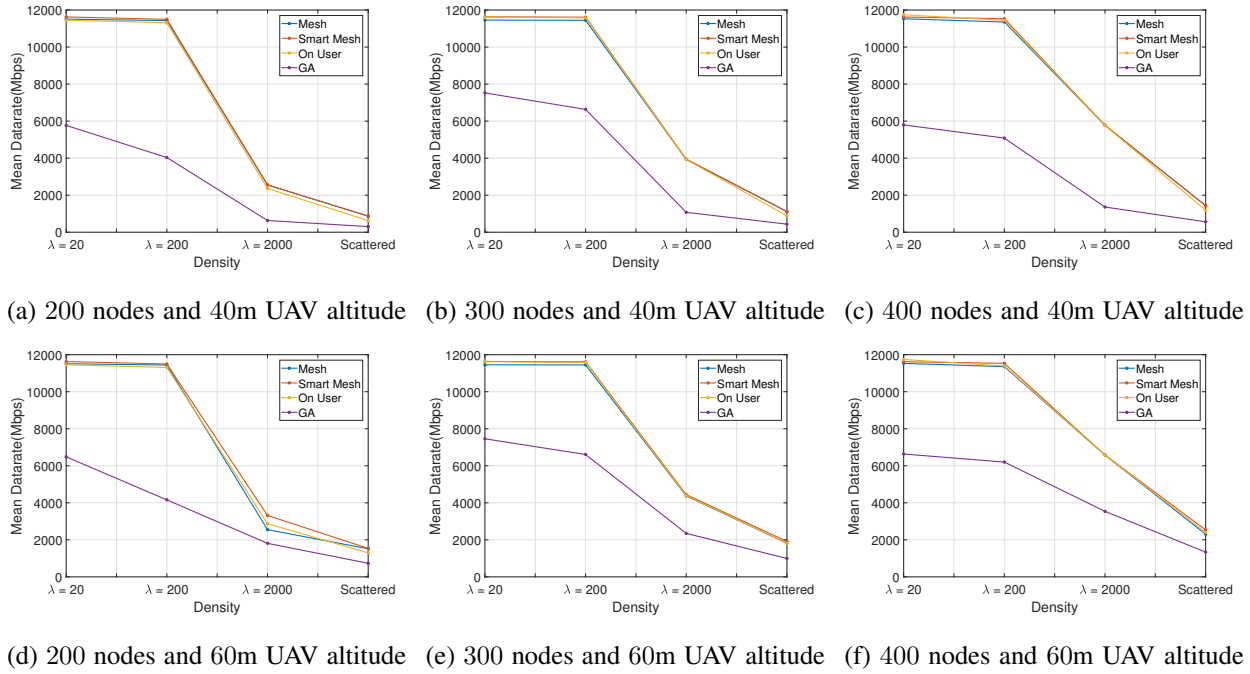 12000
10000
8000
6000
4000
2000
0
Mean Datarate(Mbps)
Mesh
Smart Mesh
On User
GA
λ = 20 λ = 200 λ = 2000 Scattered
Density
(a) 200 nodes and 40m UAV altitude
12000
10000
8000
6000
4000
2000
0
Mean Datarate(Mbps)
Mesh
Smart Mesh
On User
GA
λ = 20 λ = 200 λ = 2000 Scattered
Density
(b) 300 nodes and 40m UAV altitude
12000
10000
8000
6000
4000
2000
0
Mean Datarate(Mbps)
Mesh
Smart Mesh
On User
GA
λ = 20 λ = 200 λ = 2000 Scattered
Density
(c) 400 nodes and 40m UAV altitude
12000
10000
8000
6000
4000
2000
0
Mean Datarate(Mbps)
Mesh
Smart Mesh
On User
GA
λ = 20 λ = 200 λ = 2000 Scattered
Density
(d) 200 nodes and 60m UAV altitude
12000
10000
8000
6000
4000
2000
0
Mean Datarate(Mbps)
Mesh
Smart Mesh
On User
GA
λ = 20 λ = 200 λ = 2000 Scattered
Density
(e) 300 nodes and 60m UAV altitude
12000
10000
8000
6000
4000
2000
0
Mean Datarate(Mbps)
Mesh
Smart Mesh
On User
GA
λ = 20 λ = 200 λ = 2000 Scattered
Density
(f) 400 nodes and 60m UAV altitude